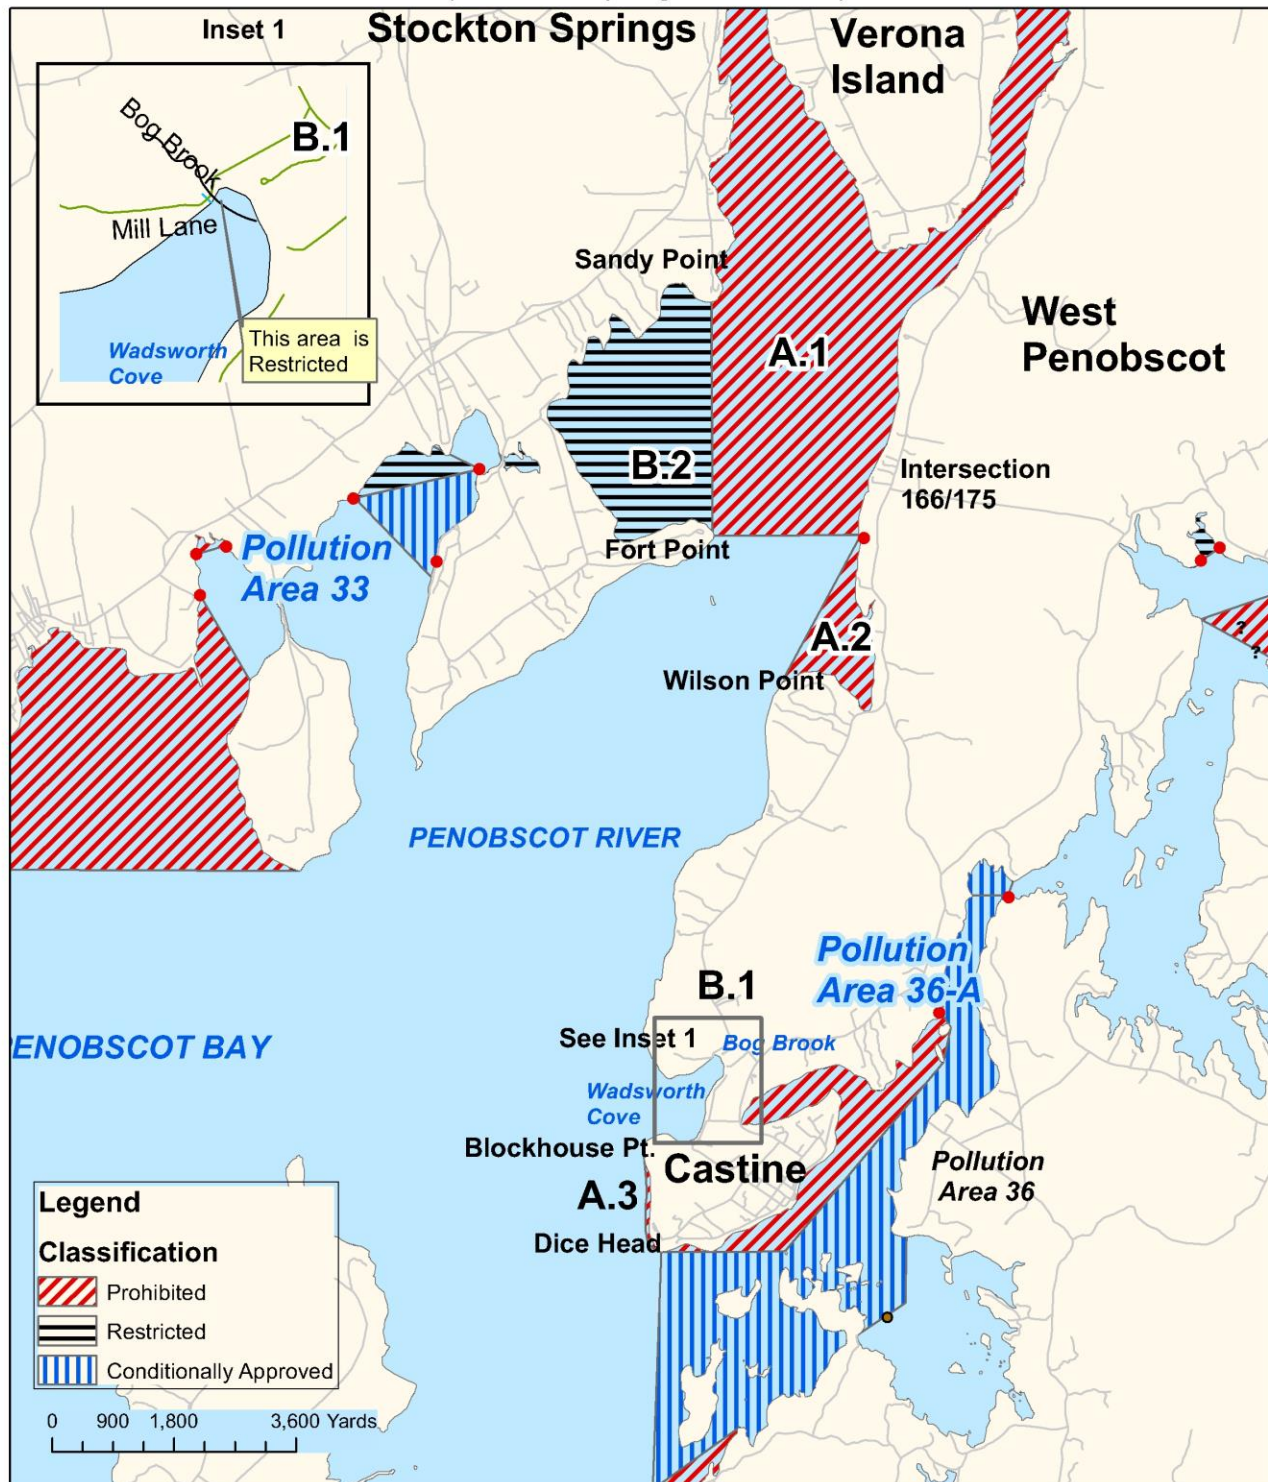 Inset 1
Stockton Springs
Verona
Island
Bog Brook
B.1
Mill Lane
This area is
Restricted
Wadsworth
Cove
Sandy Point
A.1
West
Penobscot
B.2
Intersection
166/175
Pollution
Area 33
Fort Point
A.2
?
?
Wilson Point
PENOBSCOT RIVER
Pollution
Area 36-A
B.1
See Inset 1
Bog Brook
ENOBSCOT BAY
Wadsworth
Cove
Blockhouse Pt.
Castine
Pollution
Area 36
A.3
Dice Head
Legend
Classification
Prohibited
Restricted
Conditionally Approved
0 900 1,800 3,600 Yards